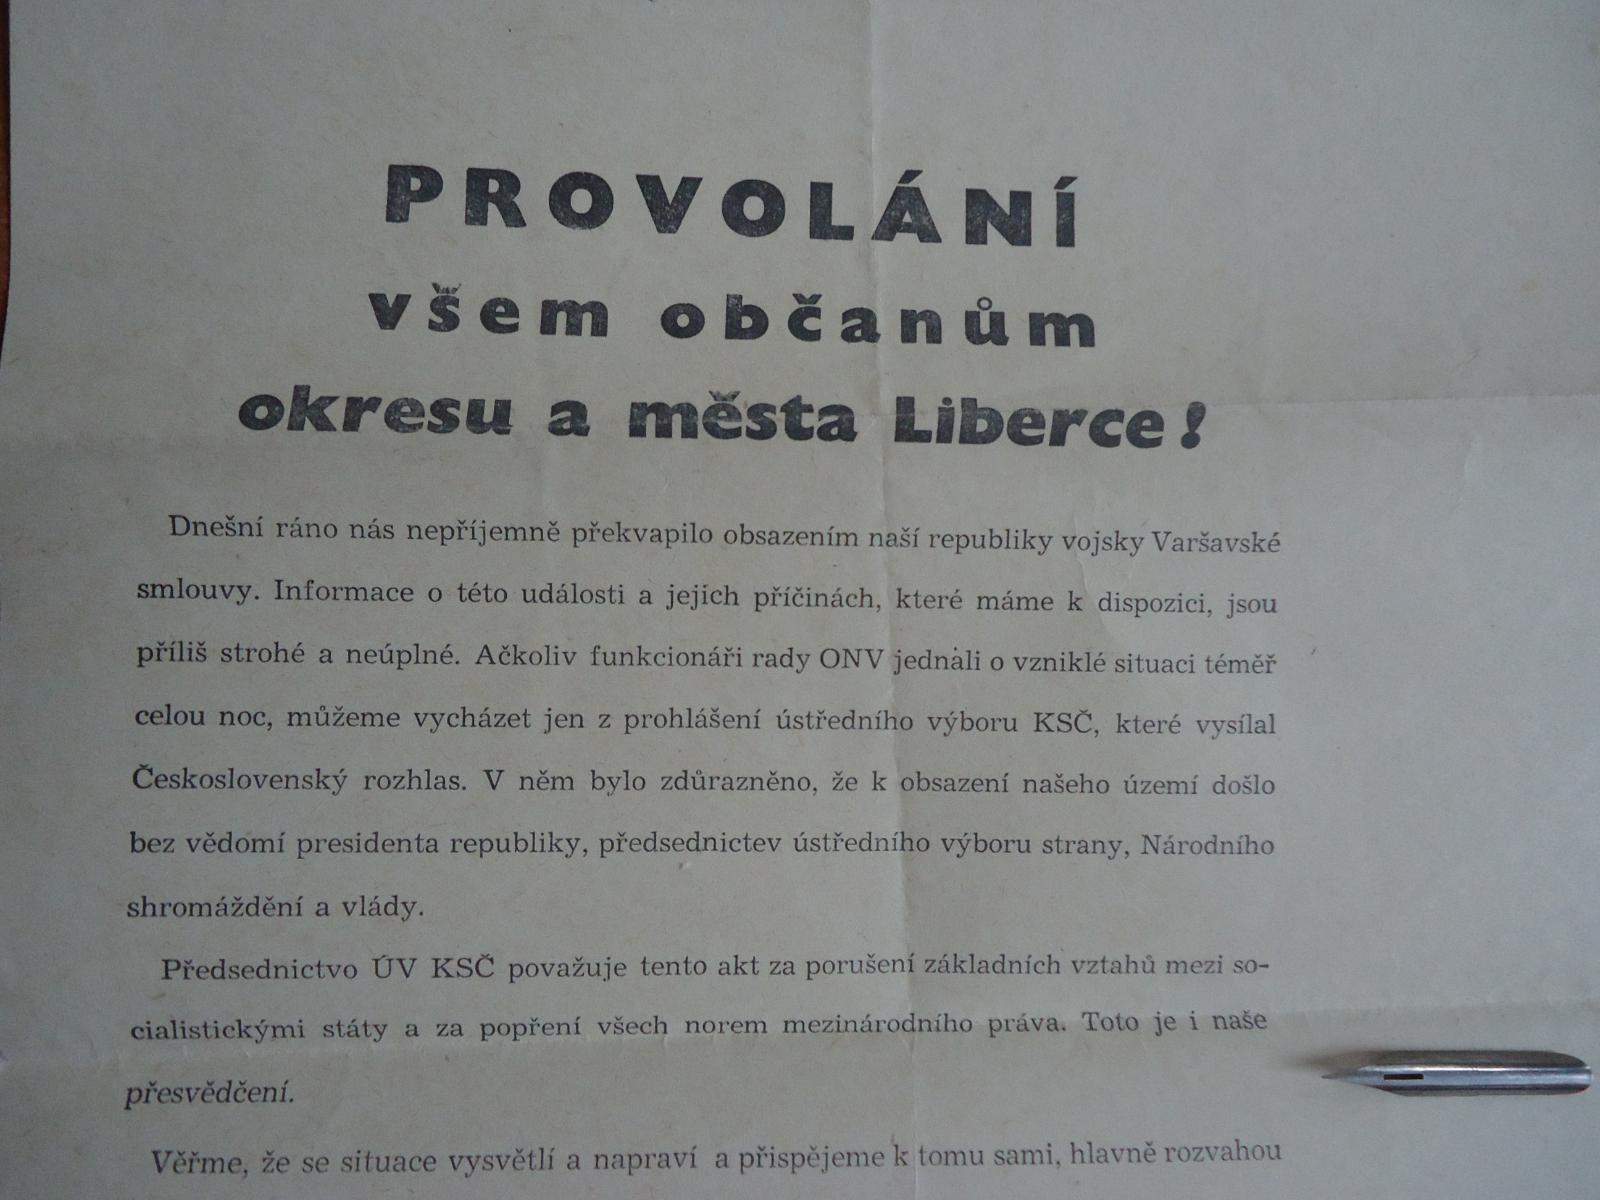 PROVOLÁNÍ
všem občanům
okresu a města Liberce!
Dnešní ráno nás nepříjemně překvapilo obsazením naší republiky vojsky Varšavské
smlouvy. Informace o této události a jejich příčinách, které máme k dispozici, jsou
příliš strohé a neúplné. Ačkoliv funkcionáři rady ONV jednali o vzniklé situaci téměř
celou noc, můžeme vycházet jen z prohlášení ústředního výboru KSČ, které vysílal
Československý rozhlas. V něm bylo zdůrazněno, že k obsazení našeho území došlo
bez vědomí presidenta republiky, předsednictev ústředního výboru strany, Národního
shromáždění a vlády.
Předsednictvo ÚV KSČ považuje tento akt za porušení základních vztahů mezi so-
cialistickými státy a za popření všech norem mezinárodního práva. Toto je i naše
přesvědčení.
Věřme, že se situace vysvětlí a napraví a přispějeme k tomu sami, hlavně rozvahou